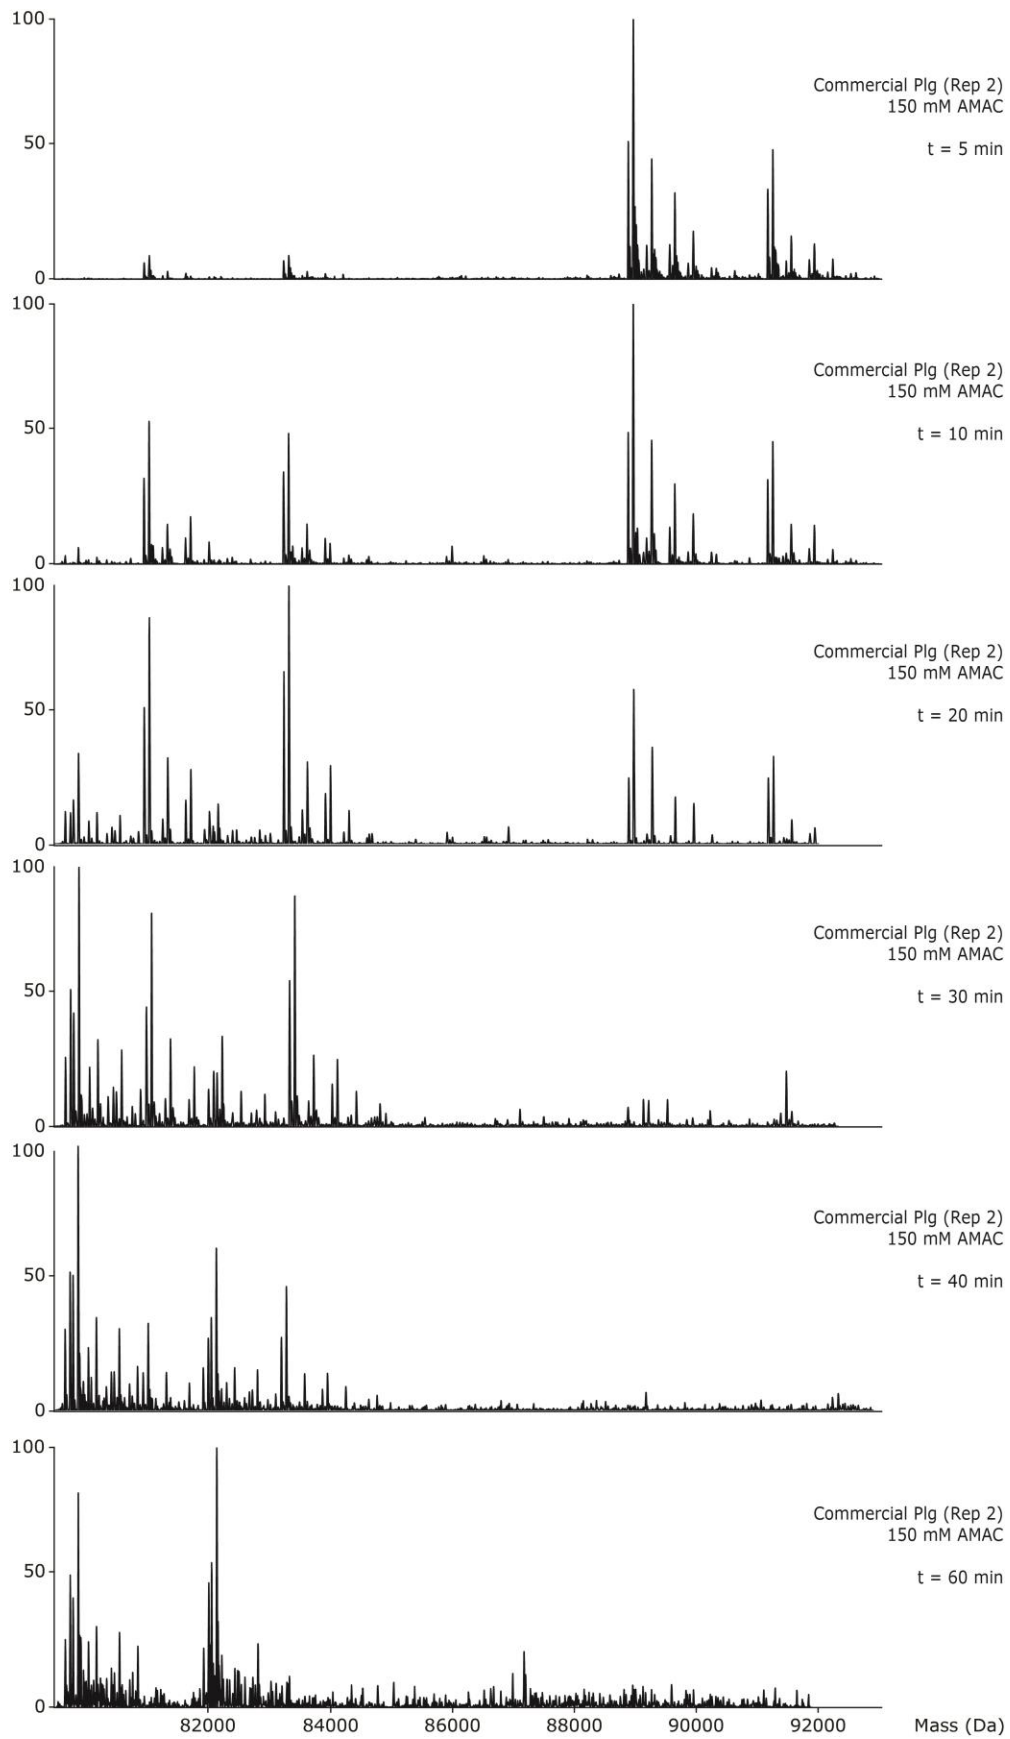 100
Commercial Plg (Rep 2)
150 mM AMAC
50
t = 5 min
0
100
Commercial Plg (Rep 2)
150 mM AMAC
50
t = 10 min
0
100
Commercial Plg (Rep 2)
150 mM AMAC
50
t = 20 min
0
100
Commercial Plg (Rep 2)
150 mM AMAC
50
t = 30 min
0
100
Commercial Plg (Rep 2)
150 mM AMAC
50
t = 40 min
0
100
Commercial Plg (Rep 2)
150 mM AMAC
50
t = 60 min
0
82000 84000 86000 88000 90000 92000 Mass (Da)